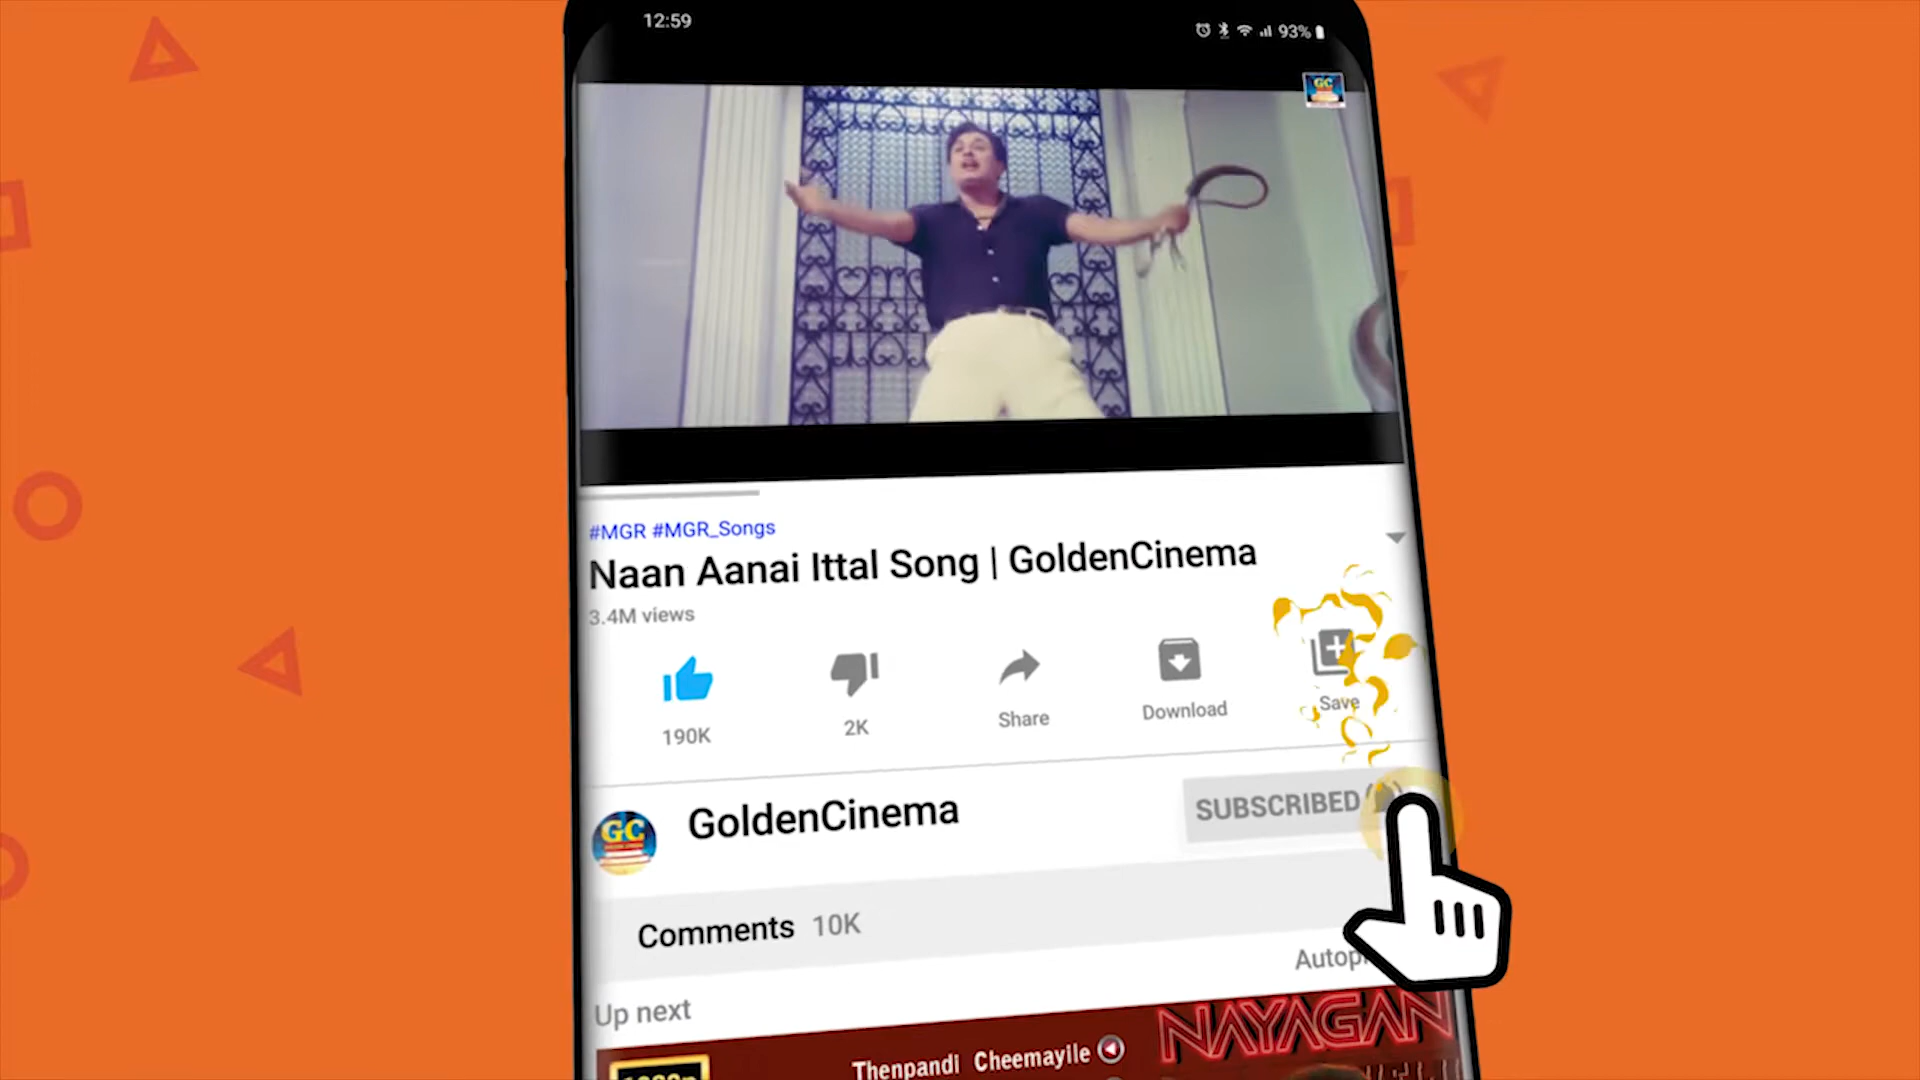 12:59
93%
GC
#MGR #MGR_Songs
Naan Aanai Ittal Song | GoldenCinema
3.4M views
190K
2K
Share
Download
Save
GC
GoldenCinema
SUBSCRIBED
Comments 10K
Up next
Thenpandi Cheemayile
NAYAGAN